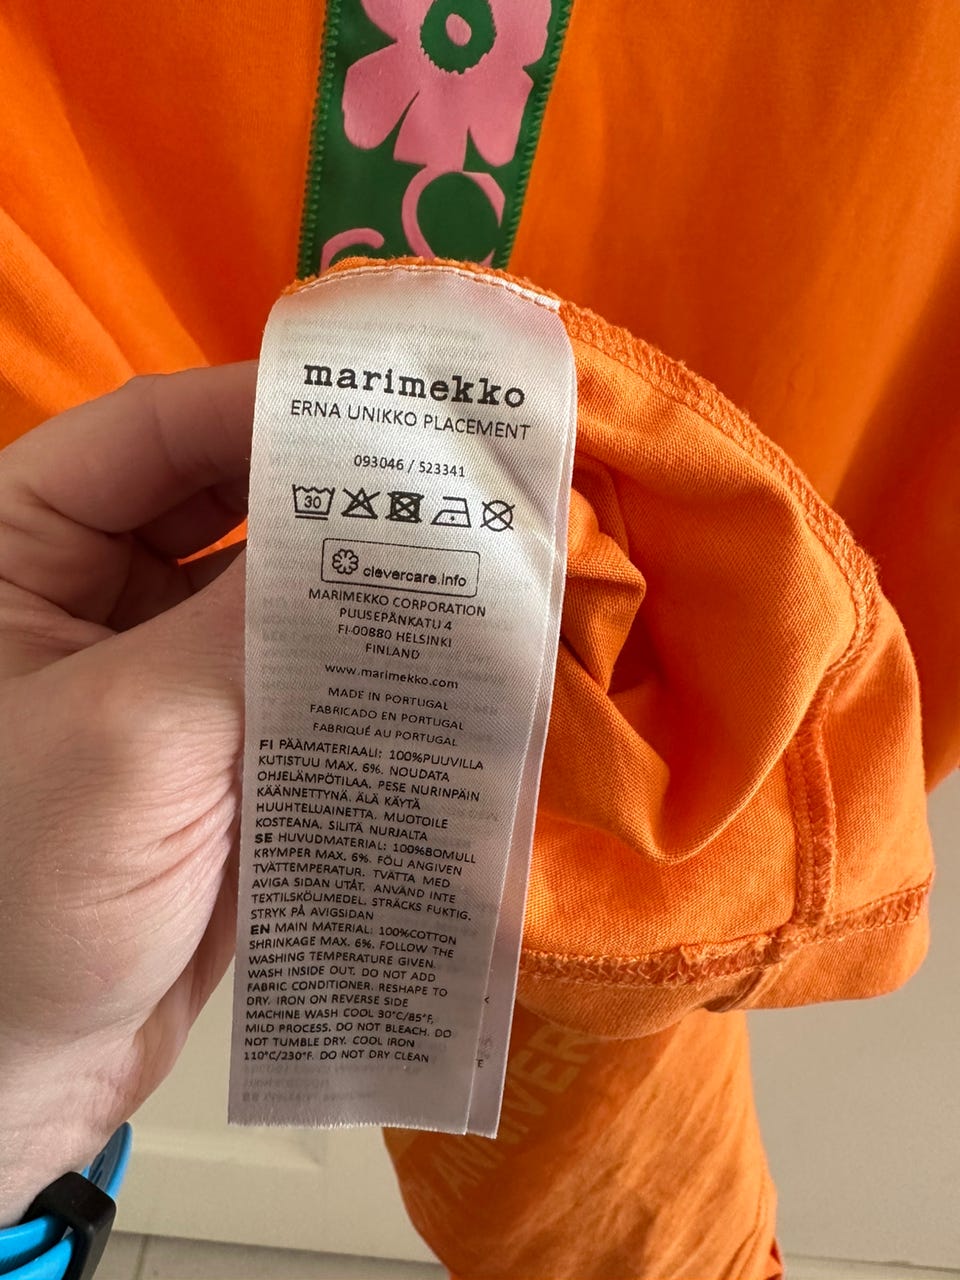 marimekko
ERNA UNIKKO PLACEMENT
093046 / 523341
30
clevercare.info
MARIMEKKO CORPORATION
PUUSEPÄNKATU 4
FI-00880 HELSINKI
FINLAND
www.marimekko.com
MADE IN PORTUGAL
FABRICADO EN PORTUGAL
FABRIQUÉ AU PORTUGAL
FI PÄÄMATERIAALI: 100%PUUVILLA
KUTISTUU MAX. 6%. NOUDATA
OHJELÄMPÖTILAA. PESE NURINPÄIN
KÄÄNNETTYNÄ. ÄLÄ KÄYTÄ
HUUHTELUAINETTA. MUOTOILE
KOSTEANA. SILITÄ NURJALTA
SE HUVUDMATERIAL: 100%BOMULL
KRYMPER MAX. 6%. FÖLJ ANGIVEN
TVÄTTEMPERATUR. TVÄTTA MED
AVIGA SIDAN UTÅT. ANVÄND INTE
TEXTILSKÖLJMEDEL. STRÄCKS FUKTIG.
STRYK PÅ AVIGSIDAN
EN MAIN MATERIAL: 100%COTTON
SHRINKAGE MAX. 6%. FOLLOW THE
WASHING TEMPERATURE GIVEN.
WASH INSIDE OUT. DO NOT ADD
FABRIC CONDITIONER. RESHAPE TO
DRY. IRON ON REVERSE SIDE
MACHINE WASH COOL 30°C/85°F,
MILD PROCESS. DO NOT BLEACH. DO
NOT TUMBLE DRY. COOL IRON
110°C/230°F. DO NOT DRY CLEAN